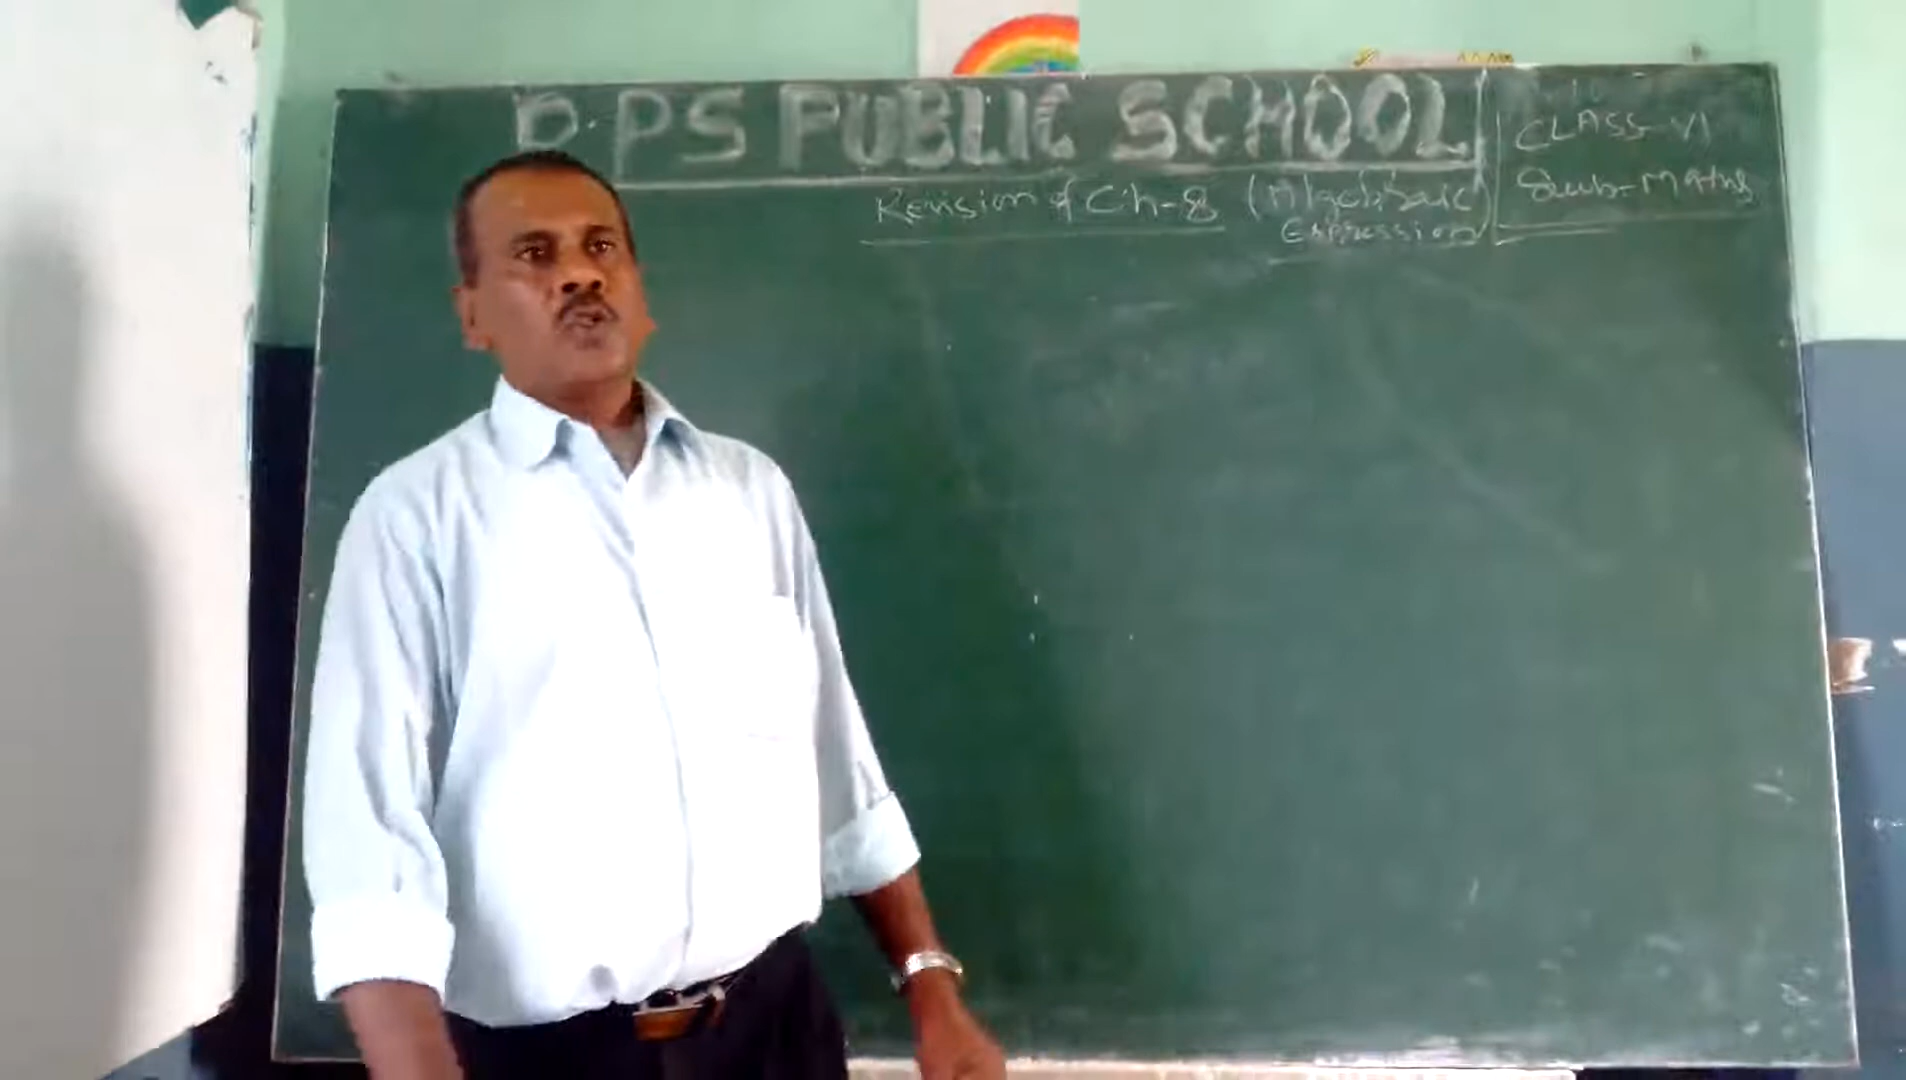 D.PS PUBLIC SCHOOL
CLASS-VI
Sub-Maths
Revision of Ch-8 (Algebraic
Expression)